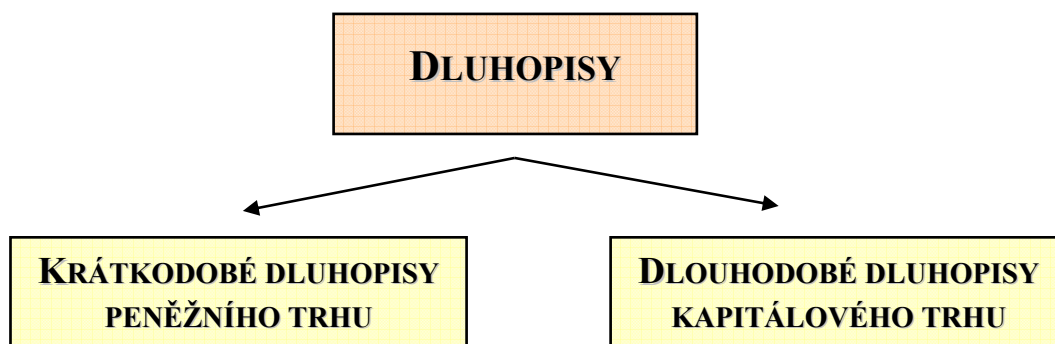 DLUHOPISY
KRÁTKODOBÉ DLUHOPISY
PENĚŽNÍHO TRHU
DLOUHODOBÉ DLUHOPISY
KAPITÁLOVÉHO TRHU